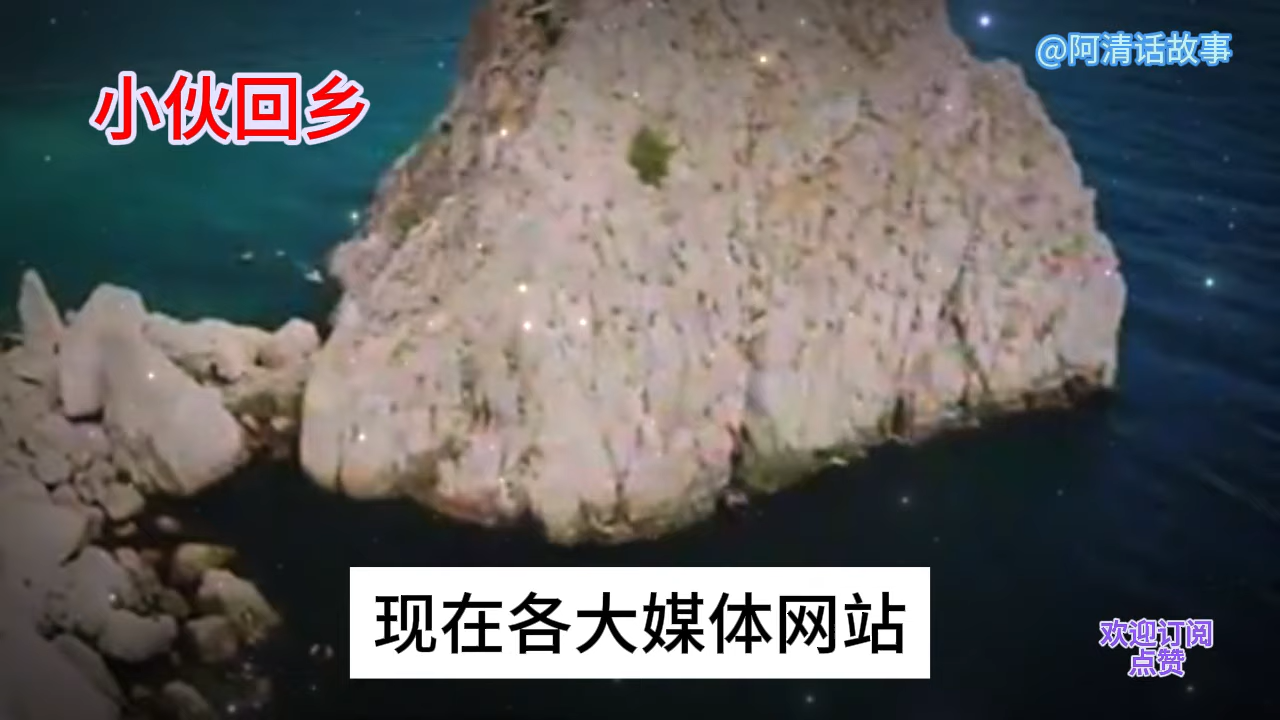 @阿清话故事
小伙回乡
现在各大媒体网站
欢迎订阅
点赞